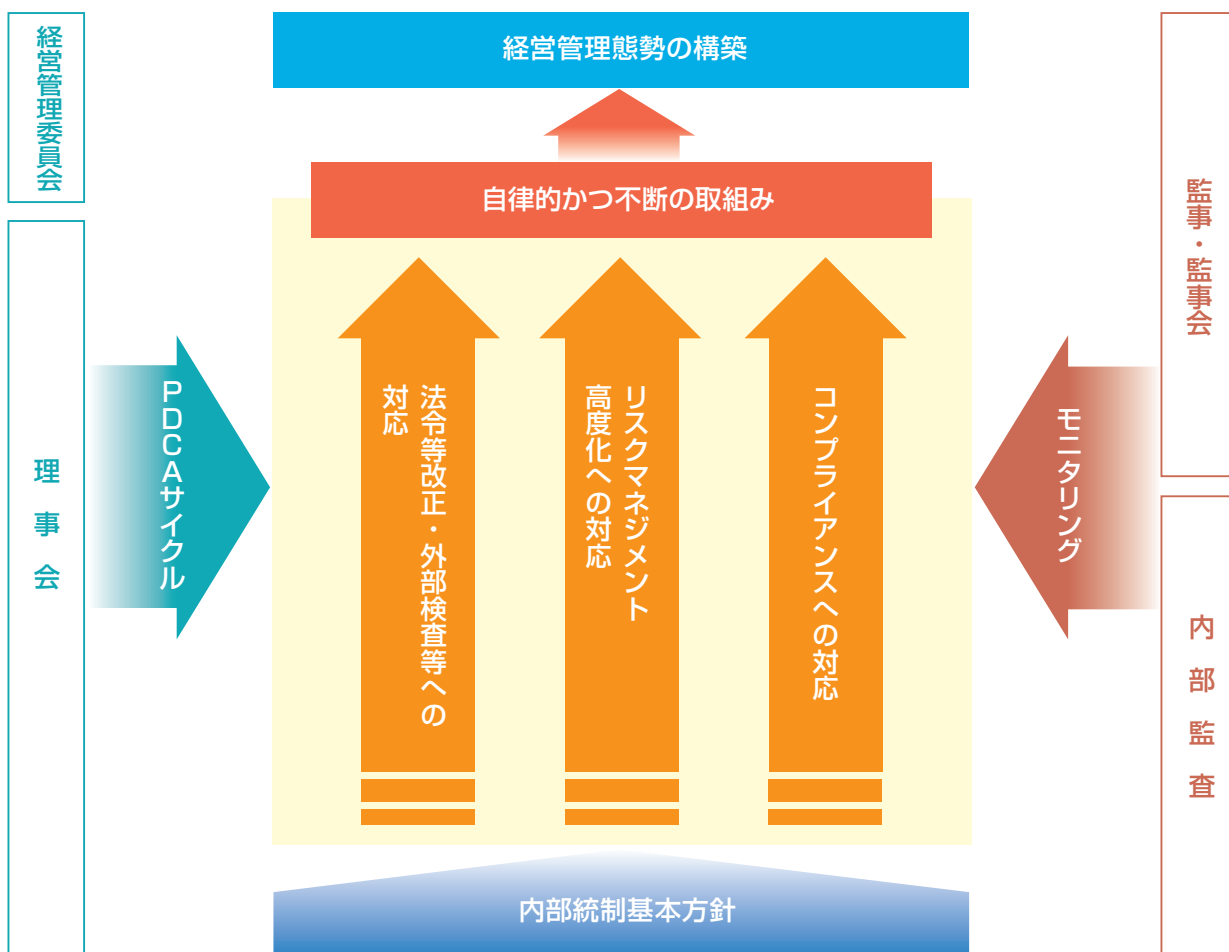 経営管理委員会
理事会
PDCAサイクル
経営管理態勢の構築
自律的かつ不断の取組み
法令等改正・外部検査等への
対応
リスクマネジメント
高度化への対応
コンプライアンスへの対応
内部統制基本方針
モニタリング
監事・監事会
内部監査